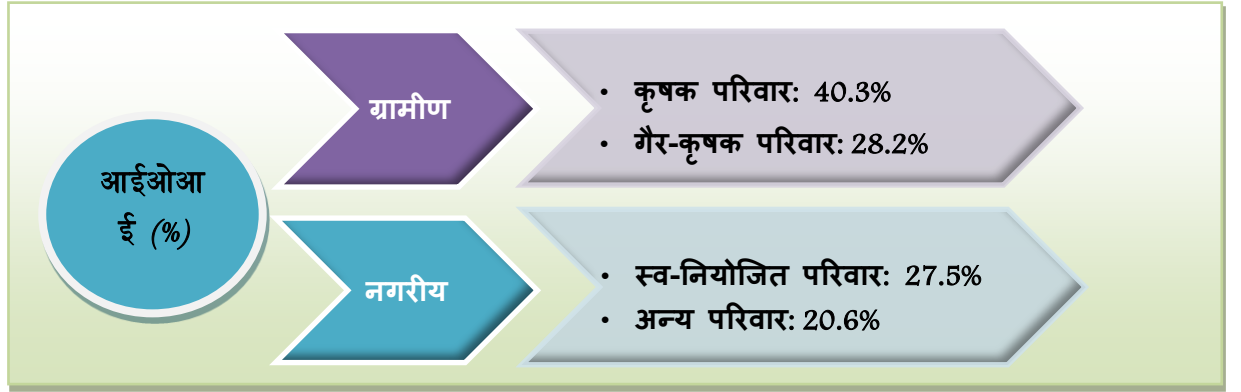 आईओआ
ई (%)
ग्रामीण
• कृषक परिवार: 40.3%
• गैर-कृषक परिवार: 28.2%
नगरीय
• स्व-नियोजित परिवार: 27.5%
• अन्य परिवार: 20.6%